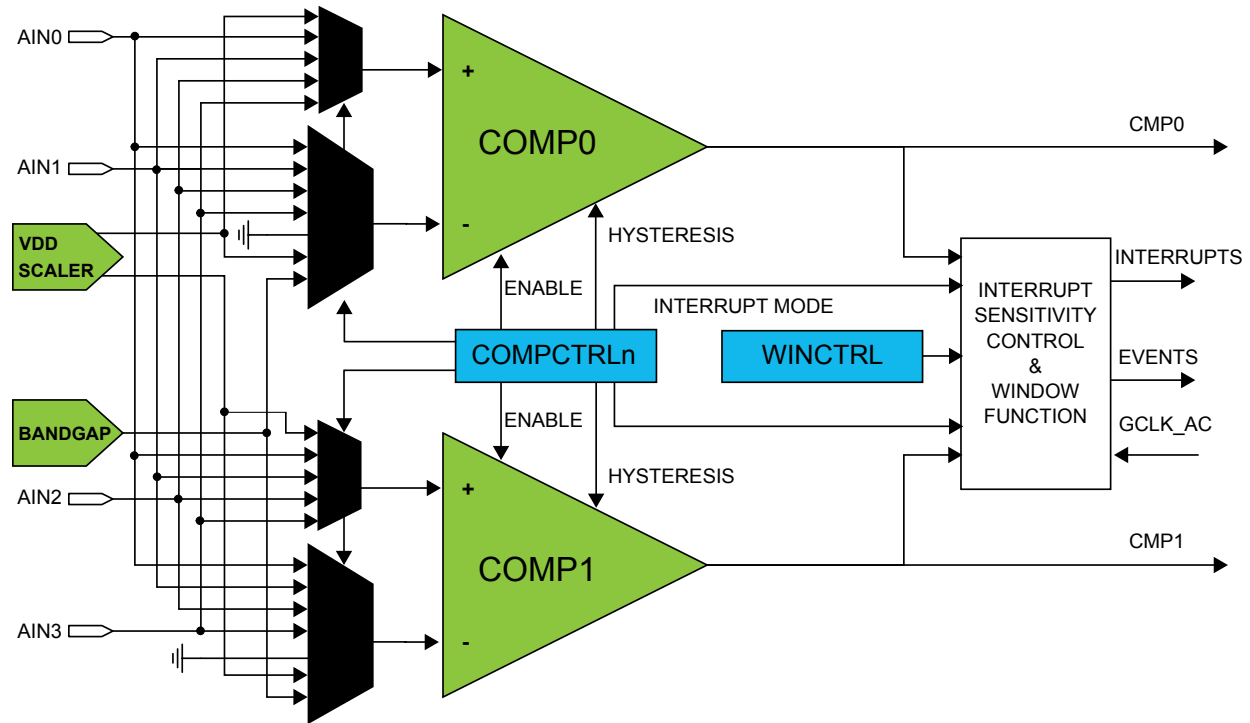 AIN0
+
COMP0
CMP0
AIN1
-
HYSTERESIS
VDD
SCALER
ENABLE
INTERRUPT MODE
INTERRUPTS
INTERRUPT
SENSITIVITY
CONTROL
&
WINDOW
FUNCTION
COMPCTRLn
WINCTRL
EVENTS
BANDGAP
ENABLE
GCLK_AC
HYSTERESIS
AIN2
+
COMP1
CMP1
AIN3
-